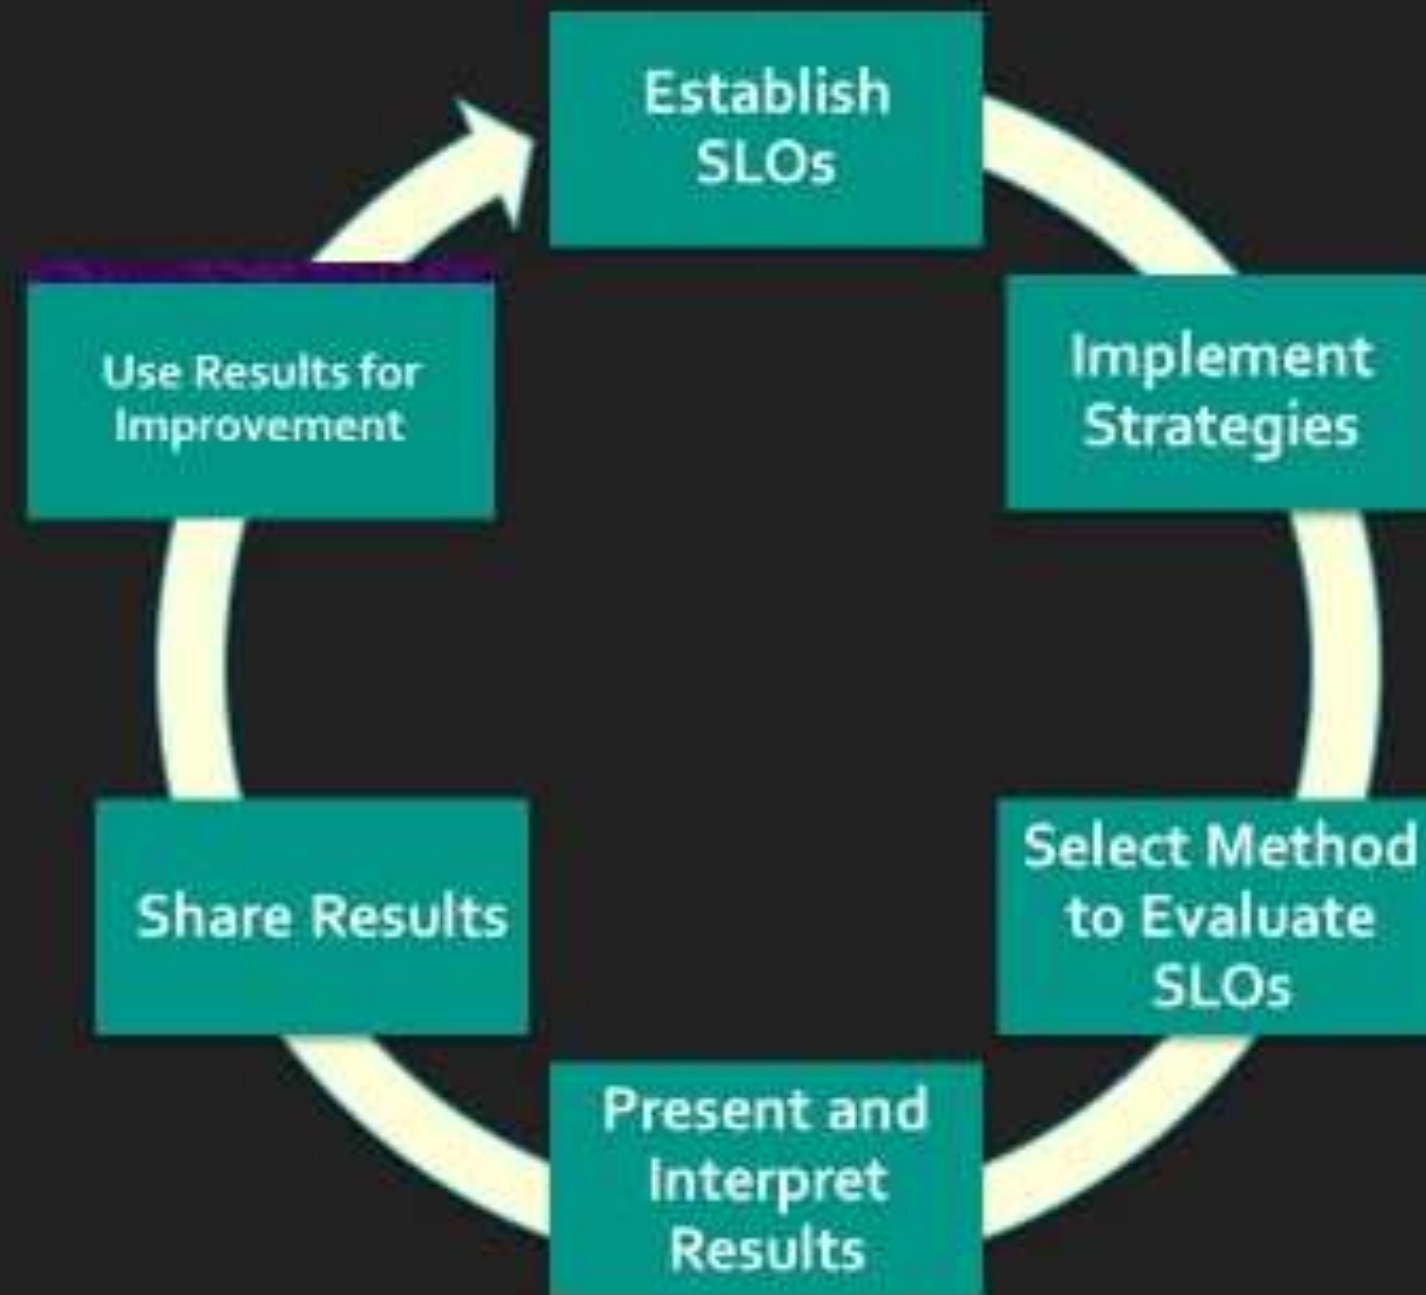 Establish
SLOs
Implement
Strategies
Select Method
to Evaluate
SLOs
Present and
Interpret
Results
Share Results
Use Results for
Improvement